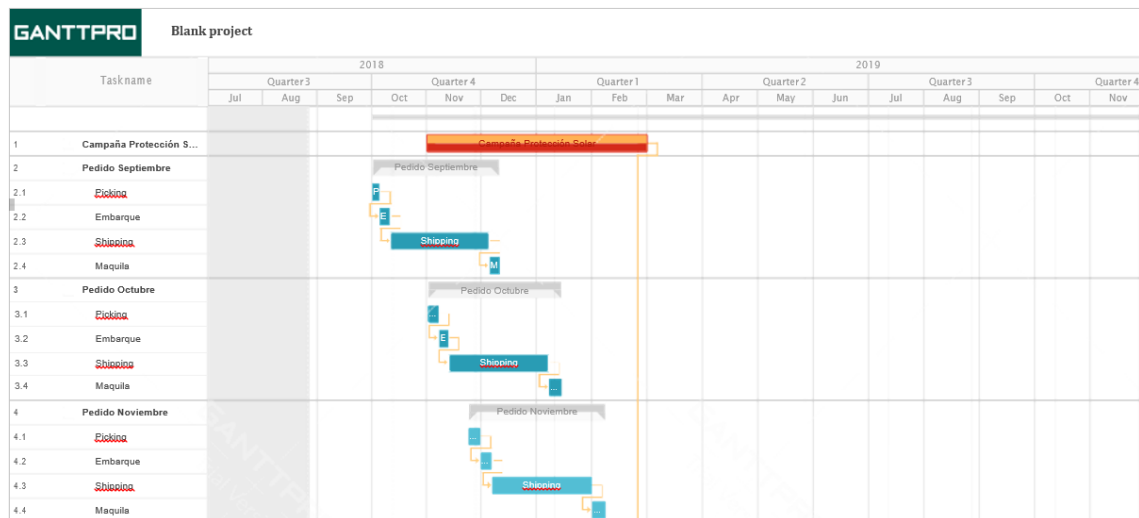 GANTTPRO Blank project
2018 2019
Task name Quarter 3 Quarter 4 Quarter 1 Quarter 2 Quarter 3 Quarter 4
Jul Aug Sep Oct Nov Dec Jan Feb Mar Apr May Jun Jul Aug Sep Oct Nov
1 Campaña Protección S... Campaña Protección Solar
2 Pedido Septiembre Pedido Septiembre
2.1 Picking P
2.2 Embarque E
2.3 Shipping Shipping
2.4 Maquila M
3 Pedido Octubre Pedido Octubre
3.1 Picking ...
3.2 Embarque E
3.3 Shipping Shipping
3.4 Maquila ...
4 Pedido Noviembre Pedido Noviembre
4.1 Picking ...
4.2 Embarque ...
4.3 Shipping Shipping
4.4 Maquila ...
GANTTPRO
GANTTPRO